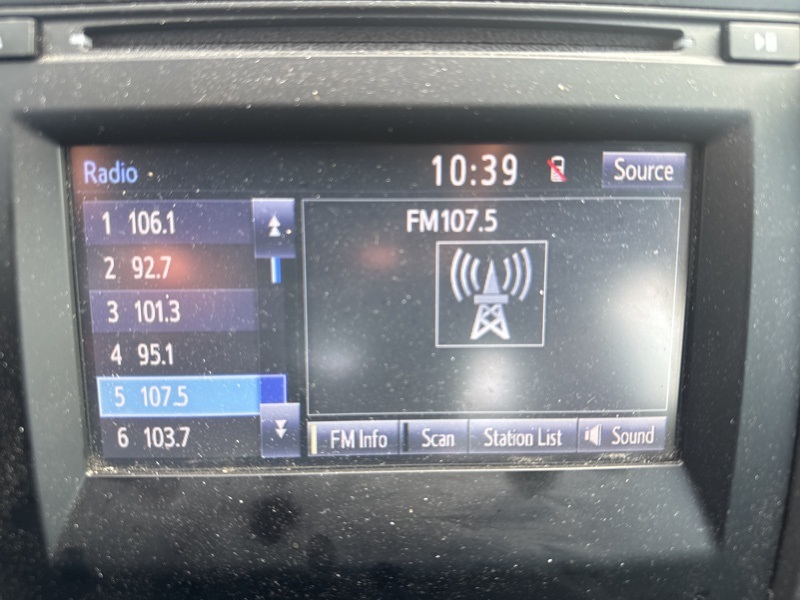 Radio
10:39
Source
1 106.1
2 92.7
3 101.3
4 95.1
5 107.5
6 103.7
FM107.5
FM Info
Scan
Station List
Sound